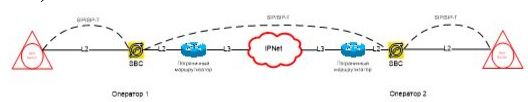 SIP/SIP-T
SIP/SIP-T
SIP/SIP-T
L2
SBC
L2
Пограничный
маршрутизатор
L3
IPNet
L3
Пограничный
маршрутизатор
L2
SBC
L2
Оператор 1
Оператор 2